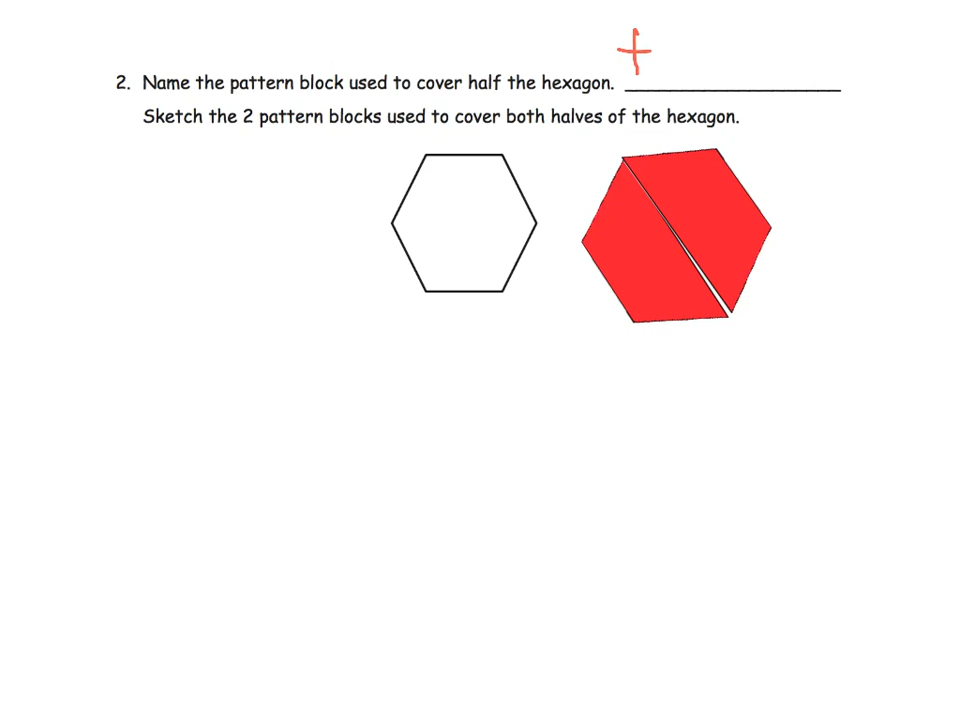 t
2. Name the pattern block used to cover half the hexagon. ____________________
Sketch the 2 pattern blocks used to cover both halves of the hexagon.